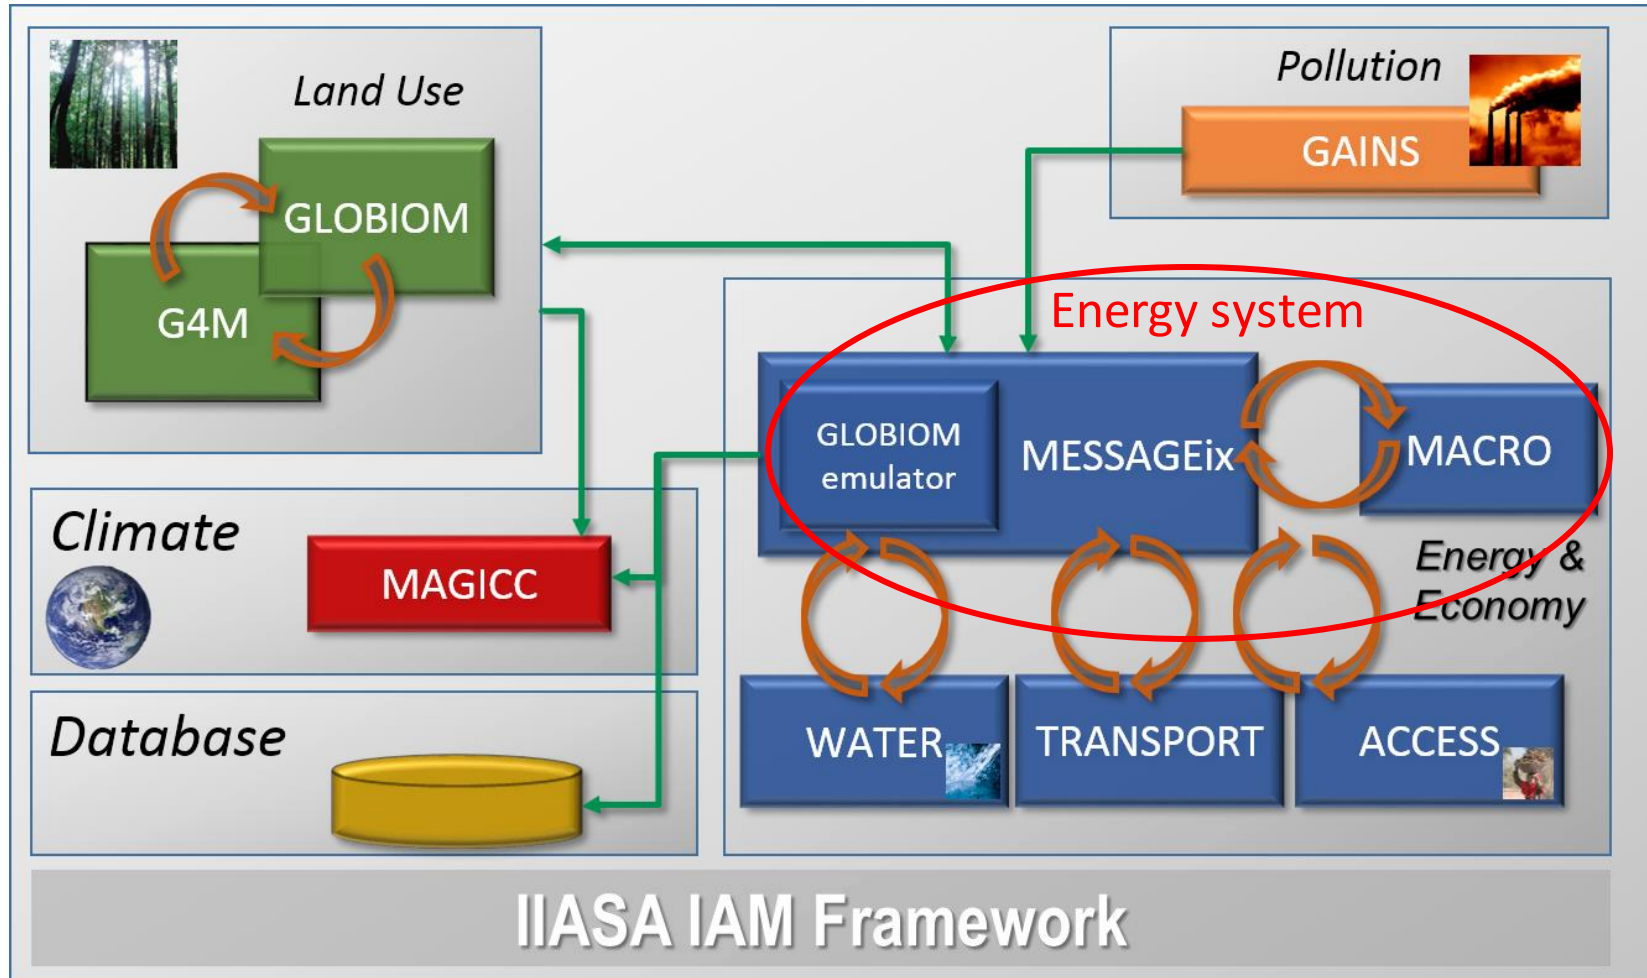 Land Use
GLOBIOM
G4M
Pollution
GAINS
Energy system
GLOBIOM
emulator
MESSAGEix
MACRO
Energy &
Economy
Climate
MAGICC
WATER
TRANSPORT
ACCESS
Database
IIASA IAM Framework